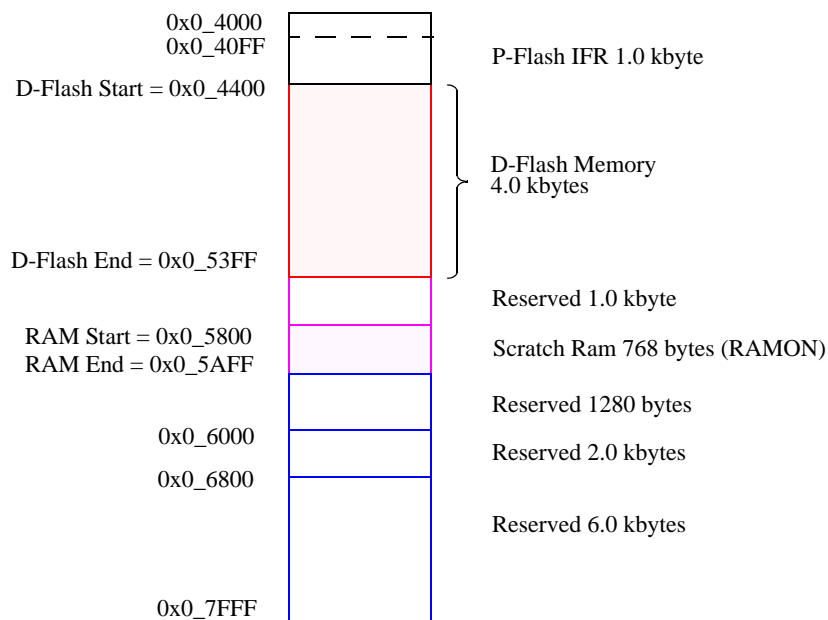 0x0_4000
0x0_40FF
P-Flash IFR 1.0 kbyte
D-Flash Start = 0x0_4400
D-Flash Memory
4.0 kbytes
D-Flash End = 0x0_53FF
Reserved 1.0 kbyte
RAM Start = 0x0_5800
Scratch Ram 768 bytes (RAMON)
RAM End = 0x0_5AFF
Reserved 1280 bytes
0x0_6000
Reserved 2.0 kbytes
0x0_6800
Reserved 6.0 kbytes
0x0_7FFF